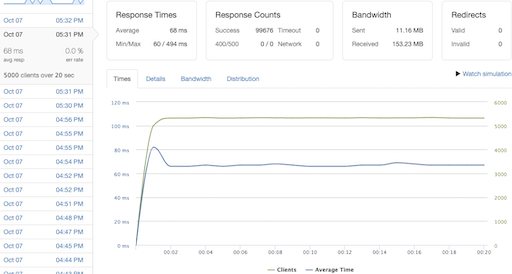 Oct 07 05:32 PM
Oct 07 05:31 PM
68 ms 0.0 %
avg resp err rate
5000 clients over 20 sec
Oct 07 05:31 PM
Oct 07 05:30 PM
Oct 07 04:56 PM
Oct 07 04:55 PM
Oct 07 04:55 PM
Oct 07 04:54 PM
Oct 07 04:52 PM
Oct 07 04:52 PM
Oct 07 04:51 PM
Oct 07 04:48 PM
Oct 07 04:47 PM
Oct 07 04:45 PM
Oct 07 04:44 PM
Response Times
Average 68 ms
Min/Max 60 / 494 ms
Response Counts
Success 99676 Timeout 0
400/500 0 / 0 Network 0
Bandwidth
Sent 11.16 MB
Received 153.23 MB
Redirects
Valid 0
Invalid 0
Times Details Bandwidth Distribution
Watch simulation
120 ms 6000
100 ms 5000
80 ms 4000
60 ms 3000
40 ms 2000
20 ms 1000
0 ms 0
00:02 00:04 00:06 00:08 00:10 00:12 00:14 00:16 00:18 00:20
Clients Average Time